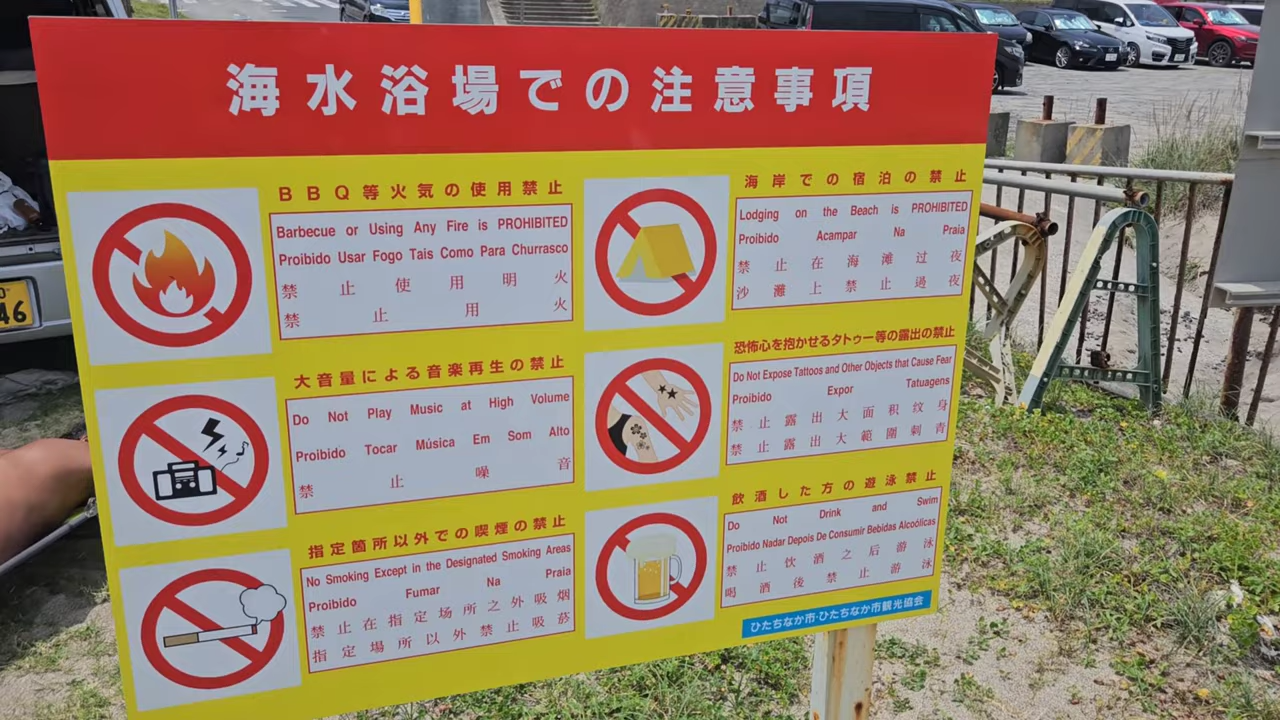 海水浴場での注意事項
BBQ等火気の使用禁止
Barbecue or Using Any Fire is PROHIBITED
Proibido Usar Fogo Tais Como Para Churrasco
禁止使用明火
禁止用火
大音量による音楽再生の禁止
Do Not Play Music at High Volume
Proibido Tocar Música Em Som Alto
禁止噪音
指定箇所以外での喫煙の禁止
No Smoking Except in the Designated Smoking Areas
Proibido Fumar Na Praia
禁止在指定场所之外吸烟
指定場所以外禁止吸菸
海岸での宿泊の禁止
Lodging on the Beach is PROHIBITED
Proibido Acampar Na Praia
禁止在海滩过夜
沙灘上禁止過夜
恐怖心を抱かせるタトゥー等の露出の禁止
Do Not Expose Tattoos and Other Objects that Cause Fear
Proibido Expor Tatuagens
禁止露出大面积纹身
禁止露出大範圍刺青
飲酒した方の遊泳禁止
Do Not Drink and Swim
Proibido Nadar Depois De Consumir Bebidas Alcoólicas
禁止饮酒之后游泳
喝酒後禁止游泳
ひたちなか市・ひたちなか市観光協会
46